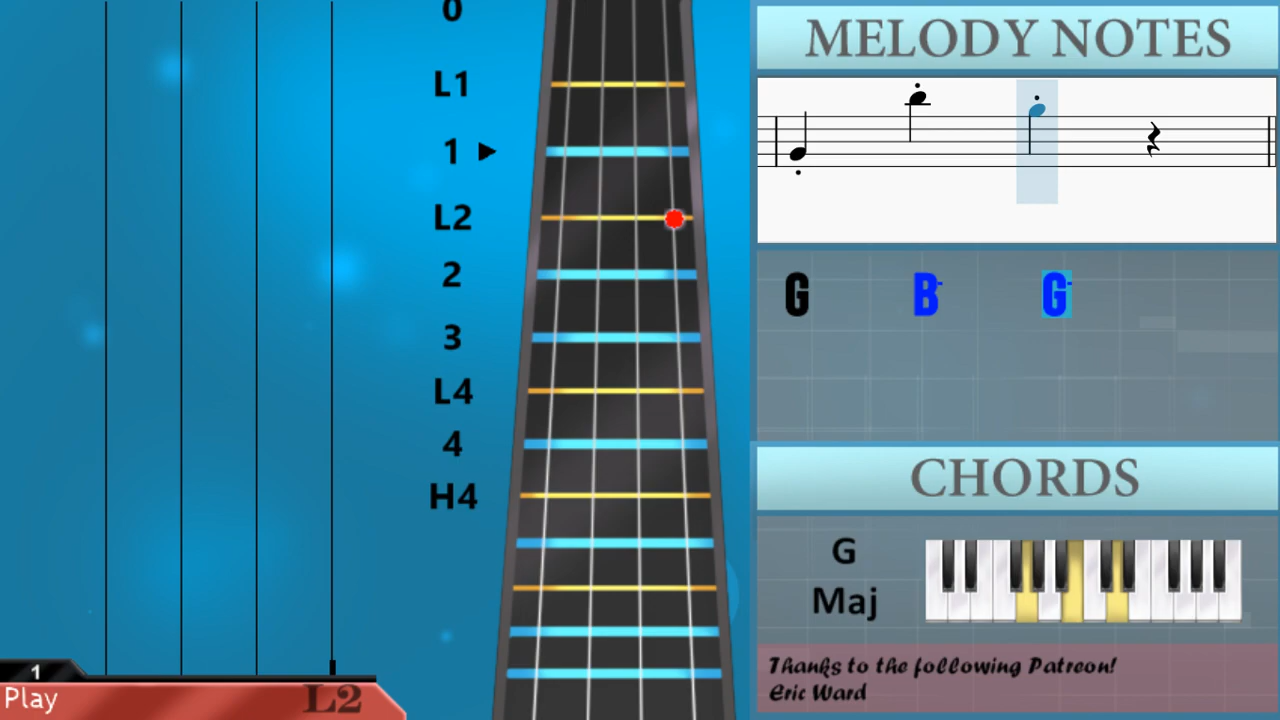 0
L1
1
L2
2
3
L4
4
H4
MELODY NOTES
G B G
CHORDS
G
Maj
Thanks to the following Patreon!
Eric Ward
1
Play L2